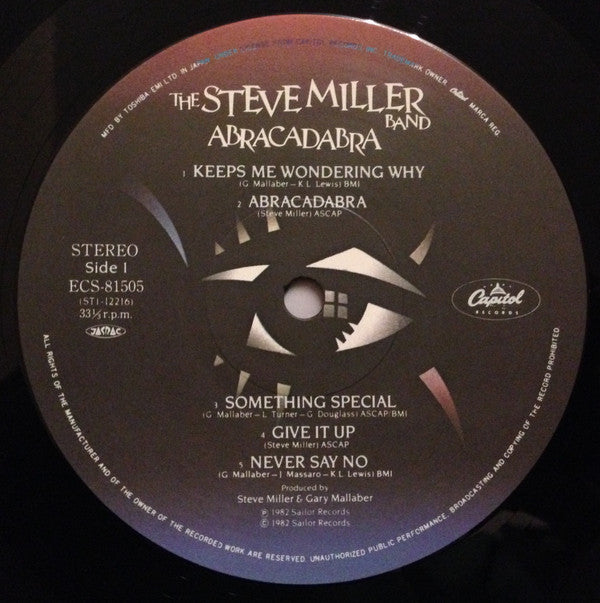 MFD. BY TOSHIBA-EMI LTD. IN JAPAN UNDER LICENSE FROM CAPITOL RECORDS, INC. TRADEMARK OWNER. Capitol MARCA REG.
THE STEVE MILLER
BAND
ABRACADABRA
1 KEEPS ME WONDERING WHY
(G. Mallaber–K.L. Lewis) BMI
2 ABRACADABRA
(Steve Miller) ASCAP
STEREO
Side 1
ECS-81505
(ST1-12216)
33⅓ r.p.m.
JASRAC
Capitol
RECORDS
3 SOMETHING SPECIAL
(G. Mallaber–L. Turner–G. Douglass) ASCAP/BMI
4 GIVE IT UP
(Steve Miller) ASCAP
5 NEVER SAY NO
(G. Mallaber–J. Massaro–K.L. Lewis) BMI
Produced by
Steve Miller & Gary Mallaber
℗ 1982 Sailor Records
© 1982 Sailor Records
ALL RIGHTS OF THE MANUFACTURER AND OF THE OWNER OF THE RECORDED WORK ARE RESERVED. UNAUTHORIZED PUBLIC PERFORMANCE, BROADCASTING AND COPYING OF THE RECORD PROHIBITED.